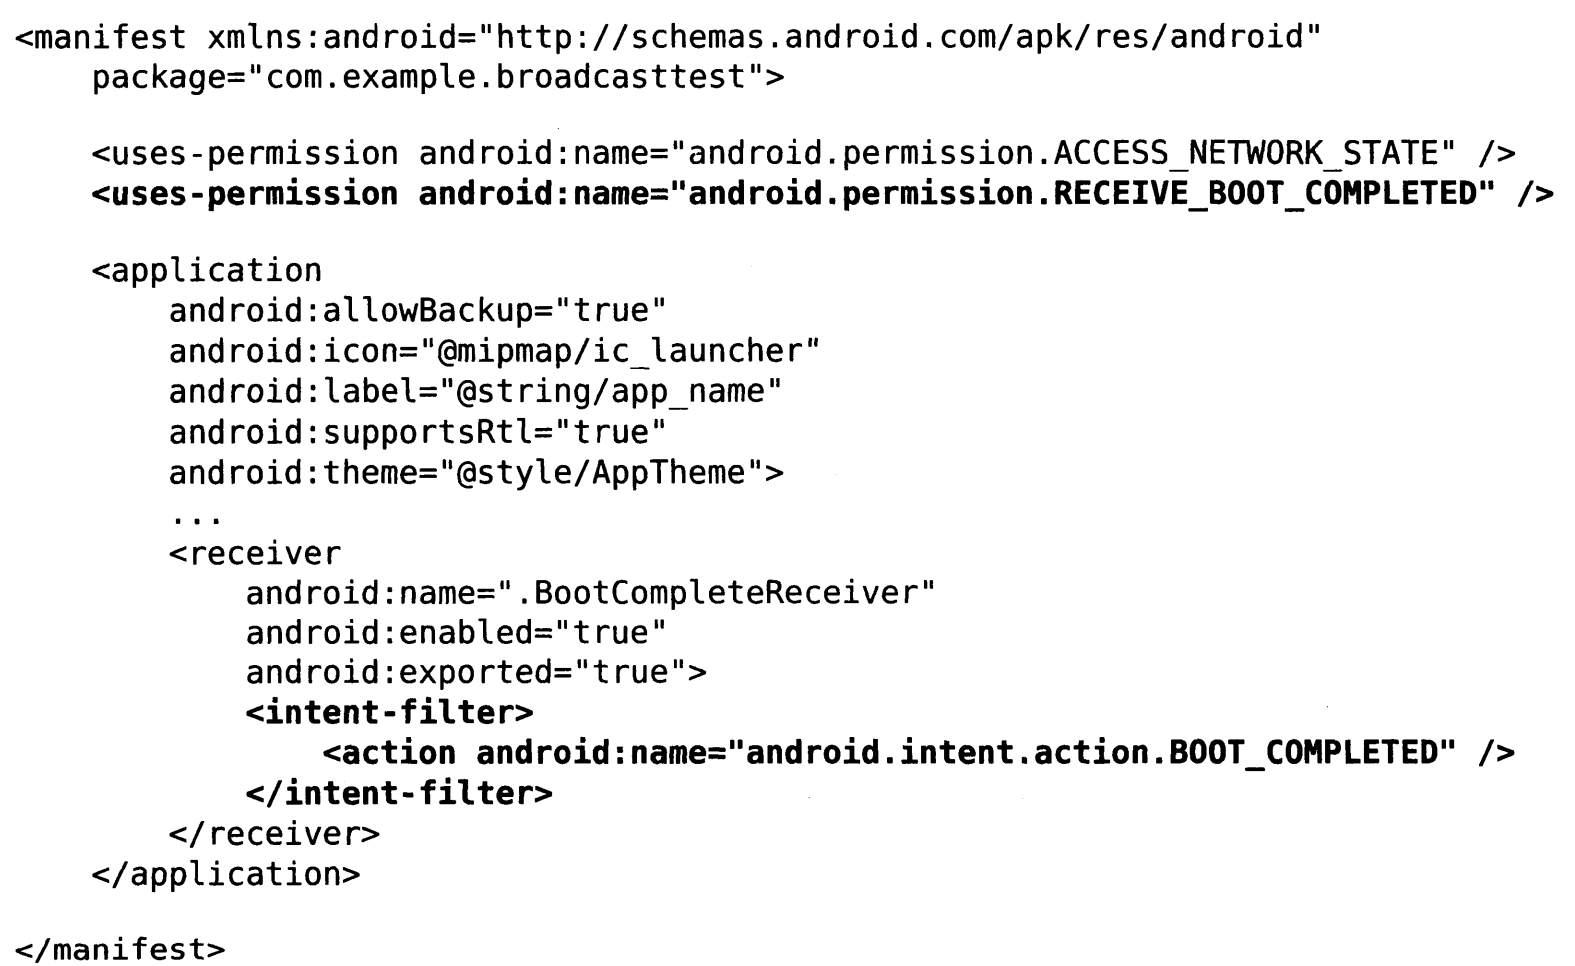 <manifest xmlns:android="http://schemas.android.com/apk/res/android"
    package="com.example.broadcasttest">

    <uses-permission android:name="android.permission.ACCESS_NETWORK_STATE" />
    <uses-permission android:name="android.permission.RECEIVE_BOOT_COMPLETED" />

    <application
        android:allowBackup="true"
        android:icon="@mipmap/ic_launcher"
        android:label="@string/app_name"
        android:supportsRtl="true"
        android:theme="@style/AppTheme">
        ...
        <receiver
            android:name=".BootCompleteReceiver"
            android:enabled="true"
            android:exported="true">
            <intent-filter>
                <action android:name="android.intent.action.BOOT_COMPLETED" />
            </intent-filter>
        </receiver>
    </application>

</manifest>